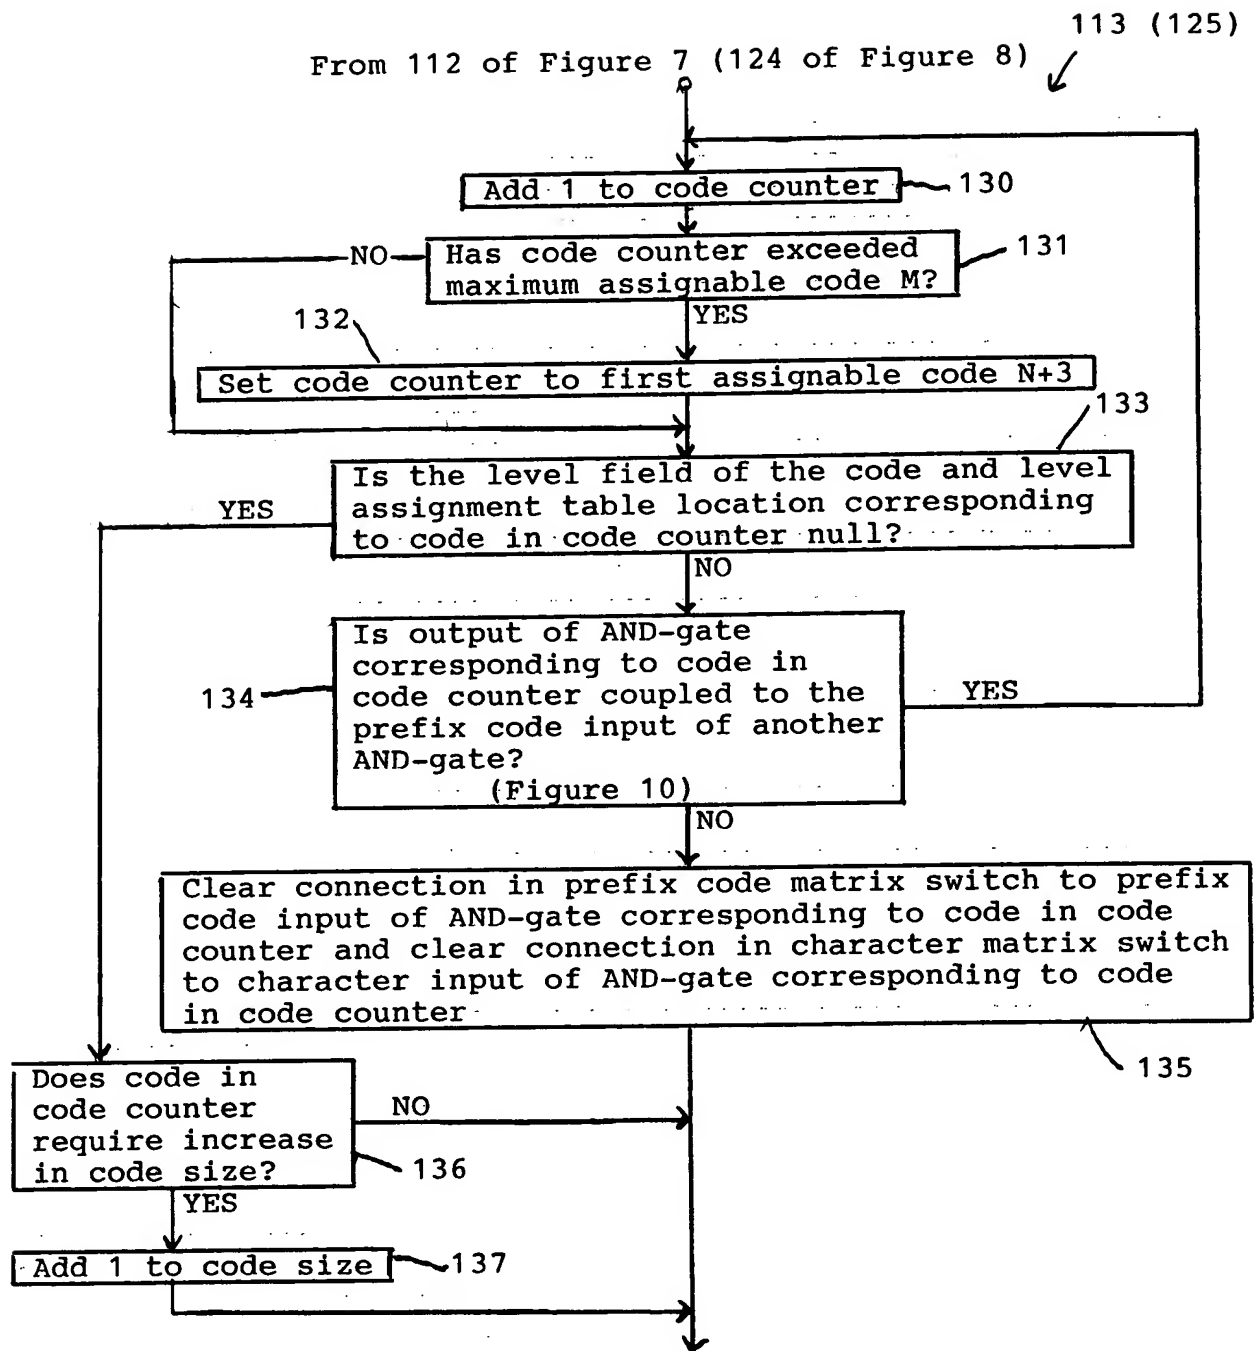 113 (125)
From 112 of Figure 7 (124 of Figure 8)
Add 1 to code counter
130
NO
Has code counter exceeded
maximum assignable code M?
131
YES
132
Set code counter to first assignable code N+3
133
YES
Is the level field of the code and level
assignment table location corresponding
to code in code counter null?
NO
134
Is output of AND-gate
corresponding to code in
code counter coupled to the
prefix code input of another
AND-gate?
(Figure 10)
YES
NO
Clear connection in prefix code matrix switch to prefix
code input of AND-gate corresponding to code in code
counter and clear connection in character matrix switch
to character input of AND-gate corresponding to code
in code counter
135
Does code in
code counter
require increase
in code size?
NO
136
YES
Add 1 to code size
137